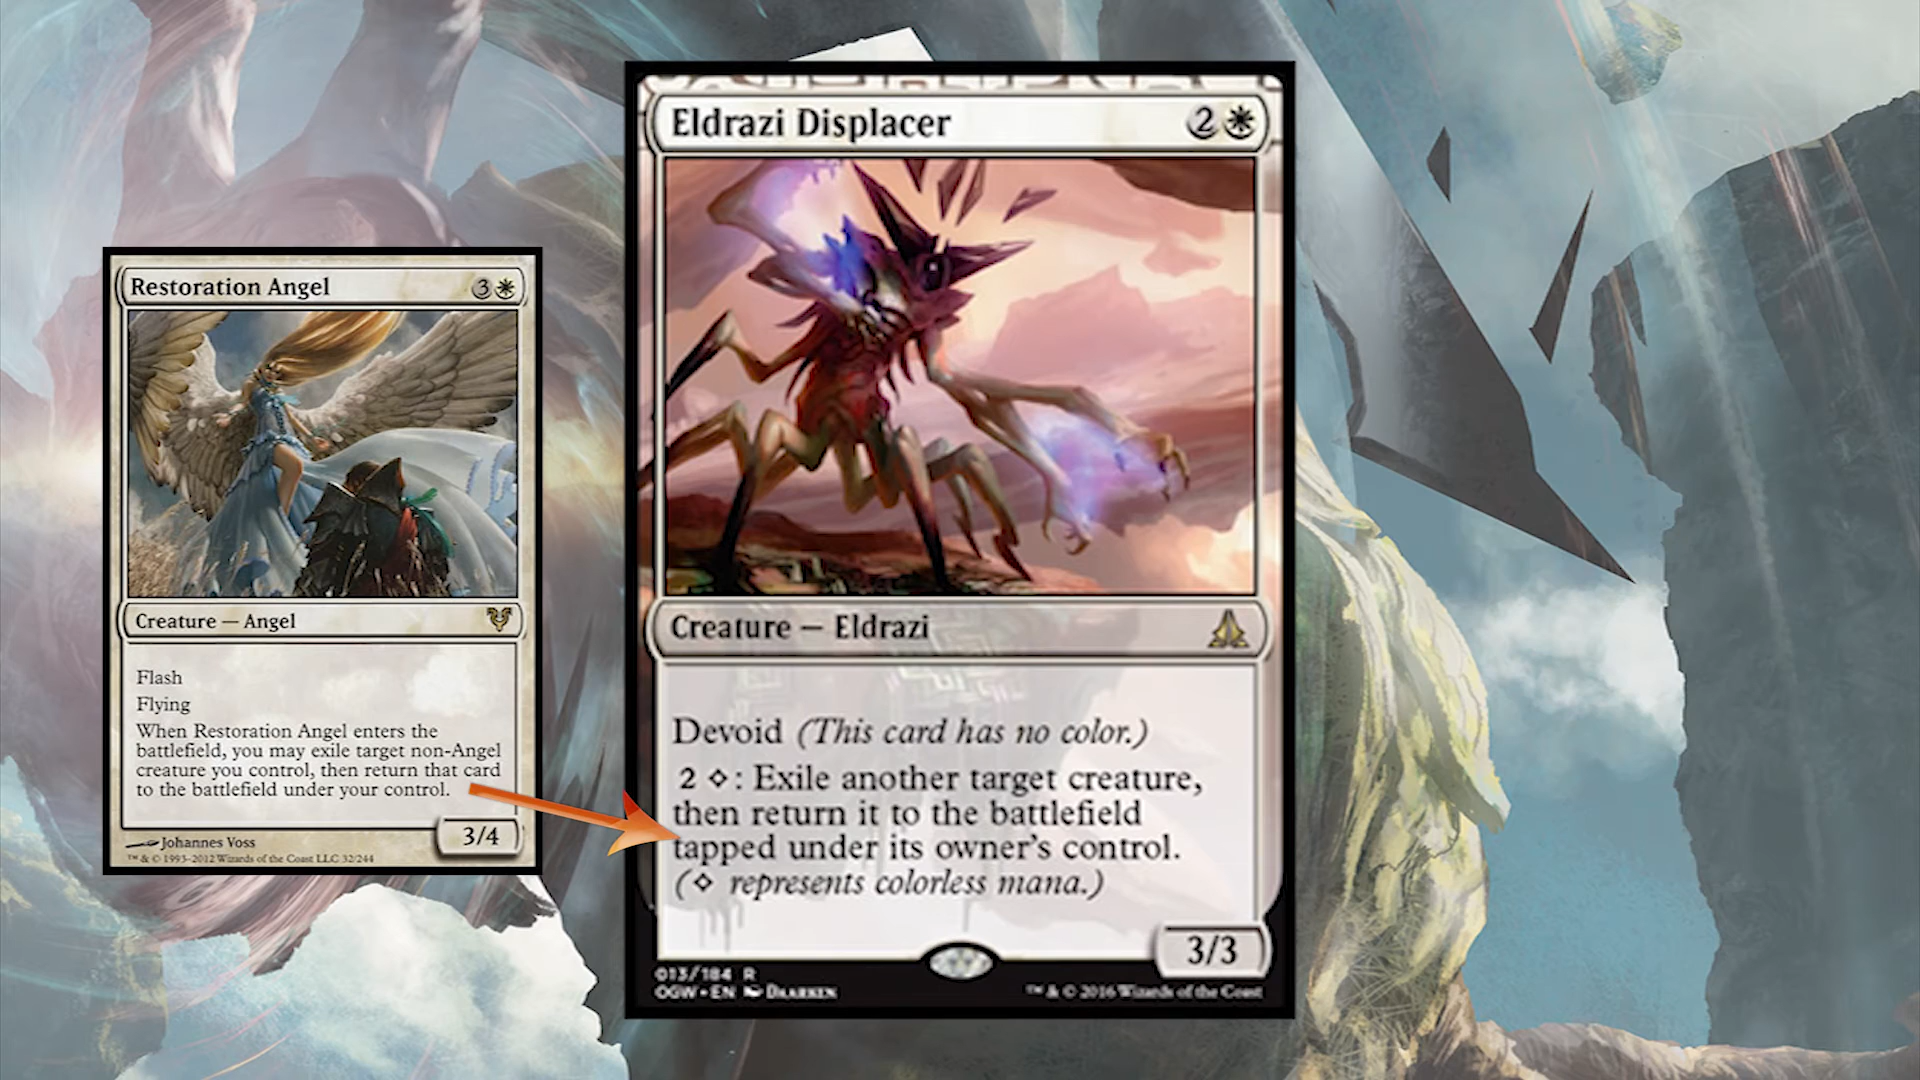 Restoration Angel 3
Creature — Angel
Flash
Flying
When Restoration Angel enters the
battlefield, you may exile target non-Angel
creature you control, then return that card
to the battlefield under your control.
3/4
Johannes Voss
™ & © 1993–2012 Wizards of the Coast LLC 32/244
Eldrazi Displacer 2
Creature — Eldrazi
Devoid (This card has no color.)
2 ◇: Exile another target creature,
then return it to the battlefield
tapped under its owner's control.
(◇ represents colorless mana.)
3/3
013/184 R
OGW • EN Daarken
™ & © 2016 Wizards of the Coast